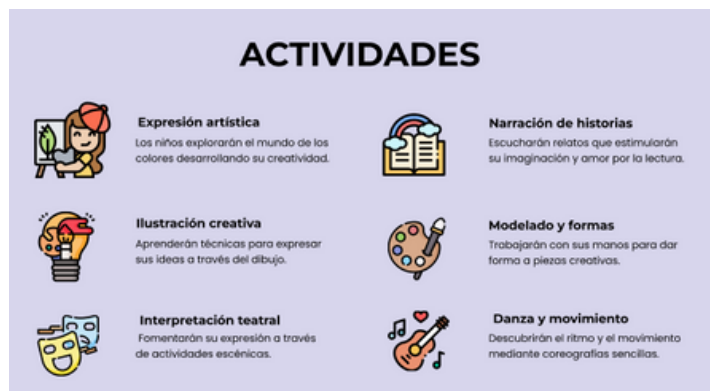 ACTIVIDADES
Expresión artística
Los niños explorarán el mundo de los
colores desarrollando su creatividad.
Narración de historias
Escucharán relatos que estimularán
su imaginación y amor por la lectura.
Ilustración creativa
Aprenderán técnicas para expresar
sus ideas a través del dibujo.
Modelado y formas
Trabajarán con sus manos para dar
forma a piezas creativas.
Interpretación teatral
Fomentarán su expresión a través
de actividades escénicas.
Danza y movimiento
Descubrirán el ritmo y el movimiento
mediante coreografías sencillas.